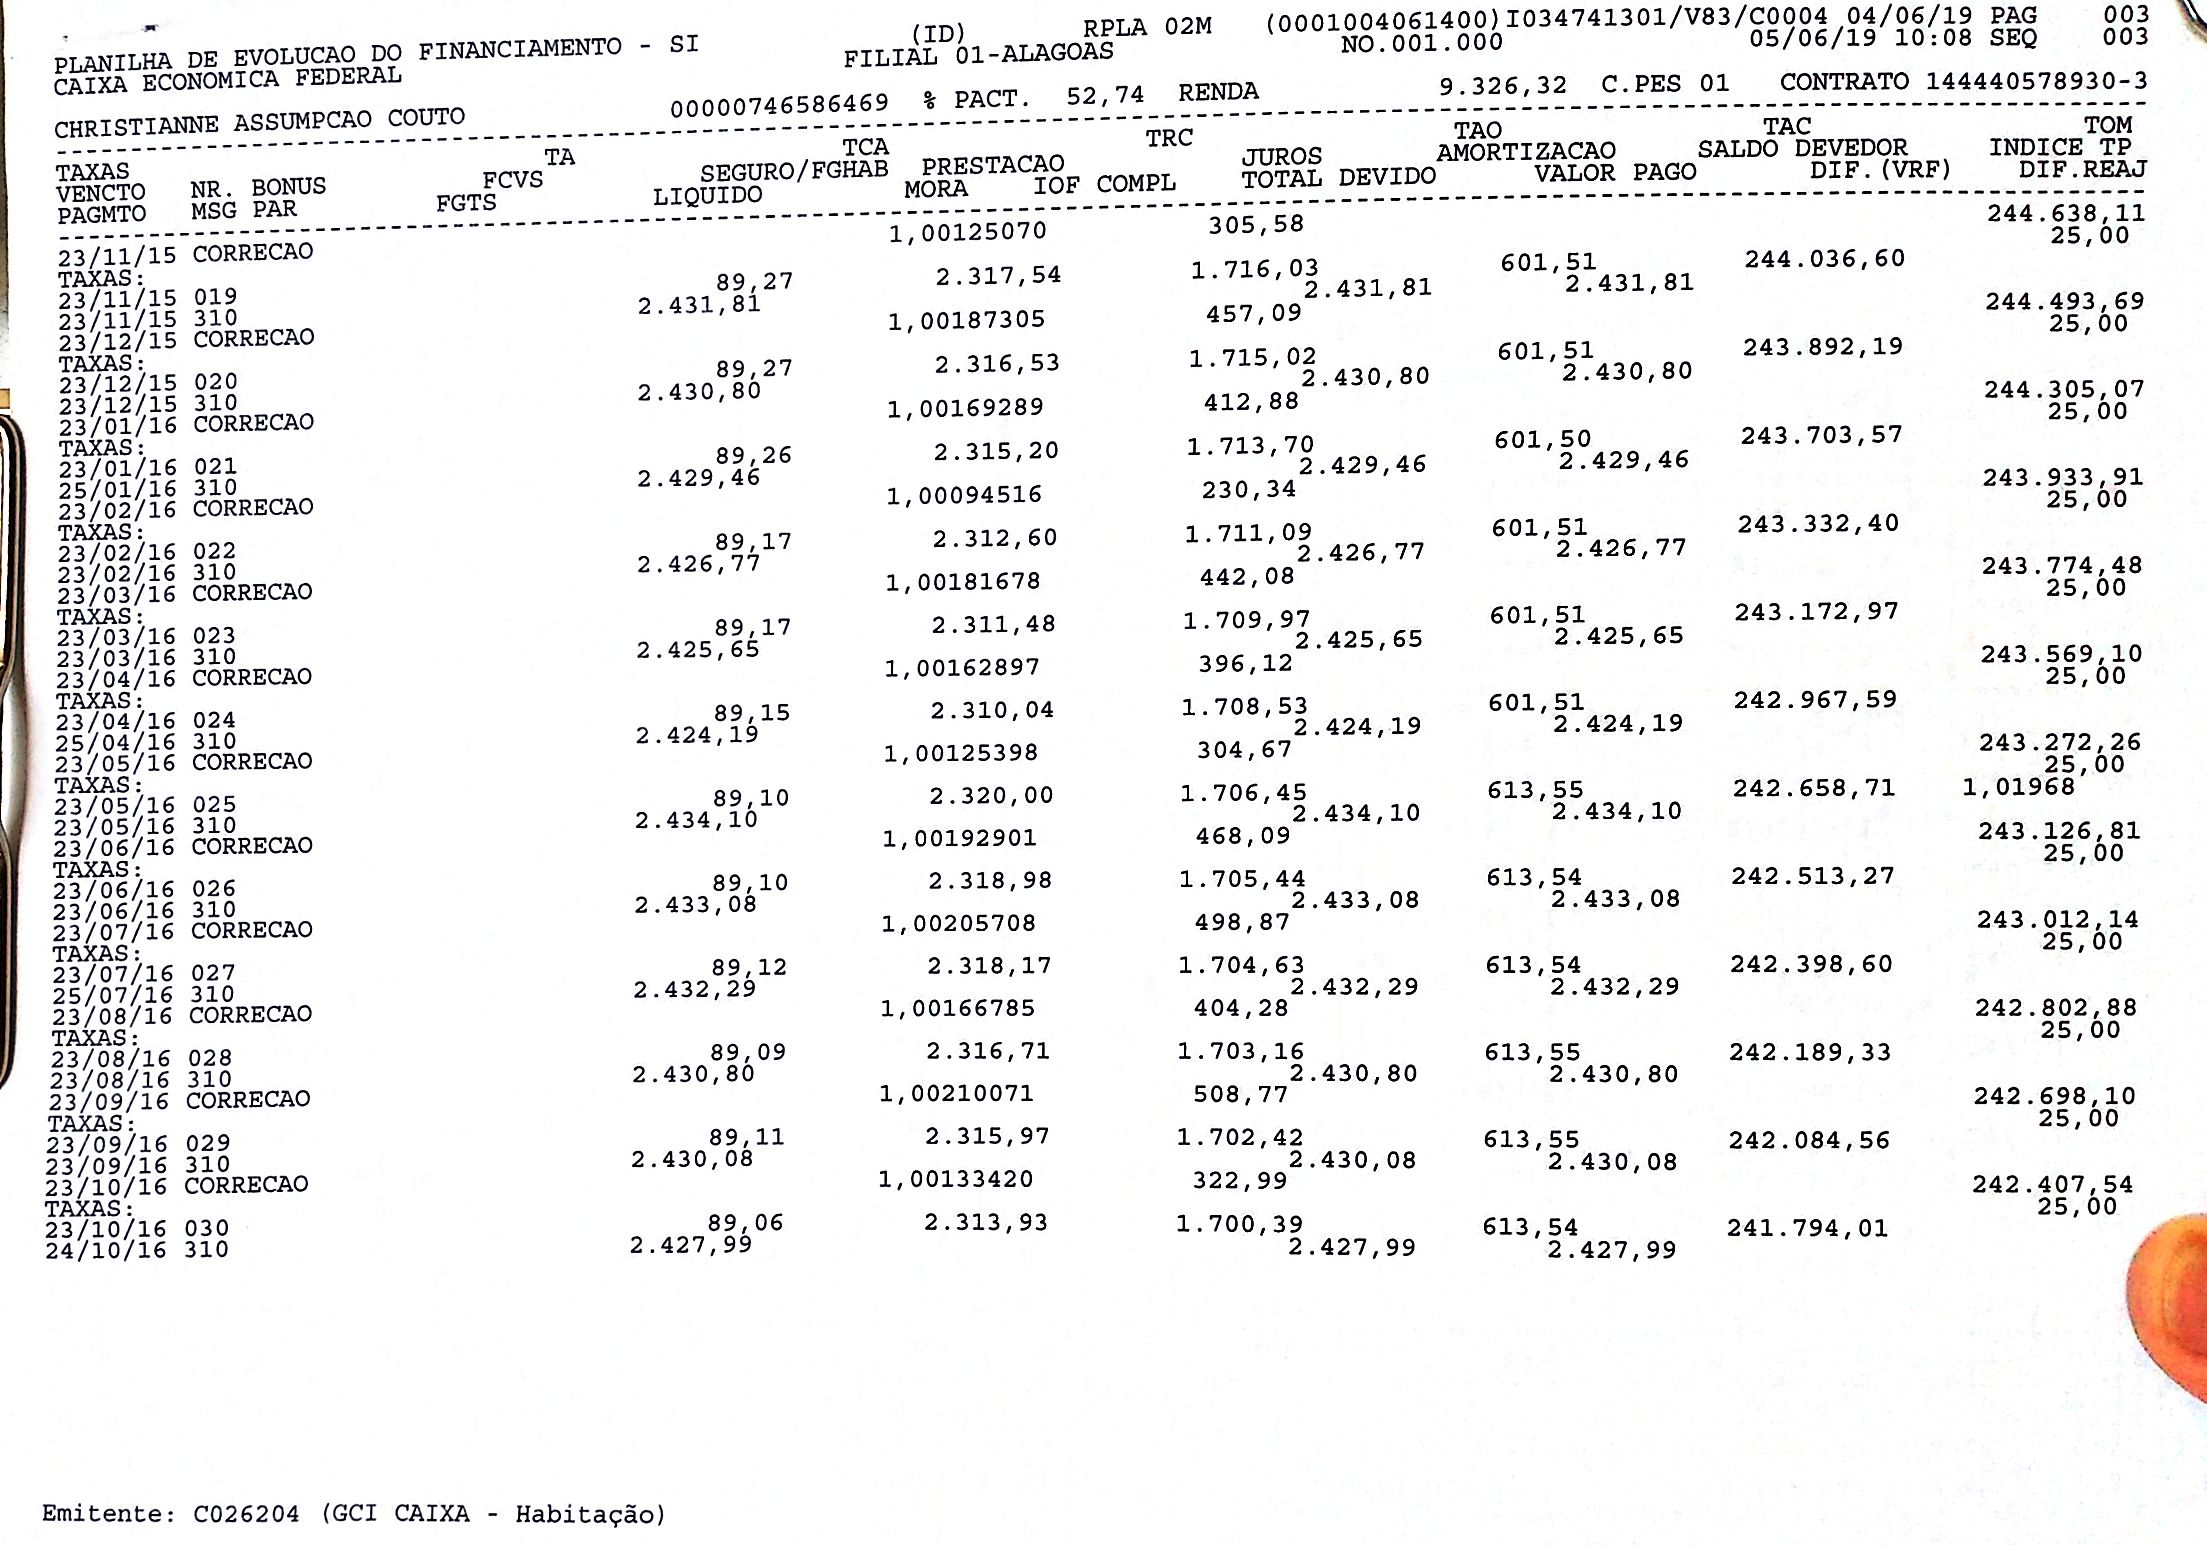 (ID) RPLA 02M (0001004061400)I034741301/V83/C0004 04/06/19 PAG 003
PLANILHA DE EVOLUCAO DO FINANCIAMENTO - SI FILIAL 01-ALAGOAS NO.001.000 05/06/19 10:08 SEQ 003
CAIXA ECONOMICA FEDERAL
CHRISTIANNE ASSUMPCAO COUTO 00000746586469 % PACT. 52,74 RENDA 9.326,32 C.PES 01 CONTRATO 144440578930-3
TAXAS TA TCA TRC TAO TAC TOM
VENCTO NR. BONUS FCVS SEGURO/FGHAB PRESTACAO JUROS AMORTIZACAO SALDO DEVEDOR INDICE TP
PAGMTO MSG PAR FGTS LIQUIDO MORA IOF COMPL TOTAL DEVIDO VALOR PAGO DIF.(VRF) DIF.REAJ
23/11/15 CORRECAO 1,00125070 305,58 244.638,11
TAXAS: 25,00
23/11/15 019 89,27 2.317,54 1.716,03 601,51 244.036,60
23/11/15 310 2.431,81 2.431,81 2.431,81
23/12/15 CORRECAO 1,00187305 457,09 244.493,69
TAXAS: 25,00
23/12/15 020 89,27 2.316,53 1.715,02 601,51 243.892,19
23/12/15 310 2.430,80 2.430,80 2.430,80
23/01/16 CORRECAO 1,00169289 412,88 244.305,07
TAXAS: 25,00
23/01/16 021 89,26 2.315,20 1.713,70 601,50 243.703,57
25/01/16 310 2.429,46 2.429,46 2.429,46
23/02/16 CORRECAO 1,00094516 230,34 243.933,91
TAXAS: 25,00
23/02/16 022 89,17 2.312,60 1.711,09 601,51 243.332,40
23/02/16 310 2.426,77 2.426,77 2.426,77
23/03/16 CORRECAO 1,00181678 442,08 243.774,48
TAXAS: 25,00
23/03/16 023 89,17 2.311,48 1.709,97 601,51 243.172,97
23/03/16 310 2.425,65 2.425,65 2.425,65
23/04/16 CORRECAO 1,00162897 396,12 243.569,10
TAXAS: 25,00
23/04/16 024 89,15 2.310,04 1.708,53 601,51 242.967,59
25/04/16 310 2.424,19 2.424,19 2.424,19
23/05/16 CORRECAO 1,00125398 304,67 243.272,26
TAXAS: 25,00
23/05/16 025 89,10 2.320,00 1.706,45 613,55 242.658,71 1,01968
23/05/16 310 2.434,10 2.434,10 2.434,10
23/06/16 CORRECAO 1,00192901 468,09 243.126,81
TAXAS: 25,00
23/06/16 026 89,10 2.318,98 1.705,44 613,54 242.513,27
23/06/16 310 2.433,08 2.433,08 2.433,08
23/07/16 CORRECAO 1,00205708 498,87 243.012,14
TAXAS: 25,00
23/07/16 027 89,12 2.318,17 1.704,63 613,54 242.398,60
25/07/16 310 2.432,29 2.432,29 2.432,29
23/08/16 CORRECAO 1,00166785 404,28 242.802,88
TAXAS: 25,00
23/08/16 028 89,09 2.316,71 1.703,16 613,55 242.189,33
23/08/16 310 2.430,80 2.430,80 2.430,80
23/09/16 CORRECAO 1,00210071 508,77 242.698,10
TAXAS: 25,00
23/09/16 029 89,11 2.315,97 1.702,42 613,55 242.084,56
23/09/16 310 2.430,08 2.430,08 2.430,08
23/10/16 CORRECAO 1,00133420 322,99 242.407,54
TAXAS: 25,00
23/10/16 030 89,06 2.313,93 1.700,39 613,54 241.794,01
24/10/16 310 2.427,99 2.427,99 2.427,99
Emitente: C026204 (GCI CAIXA - Habitação)